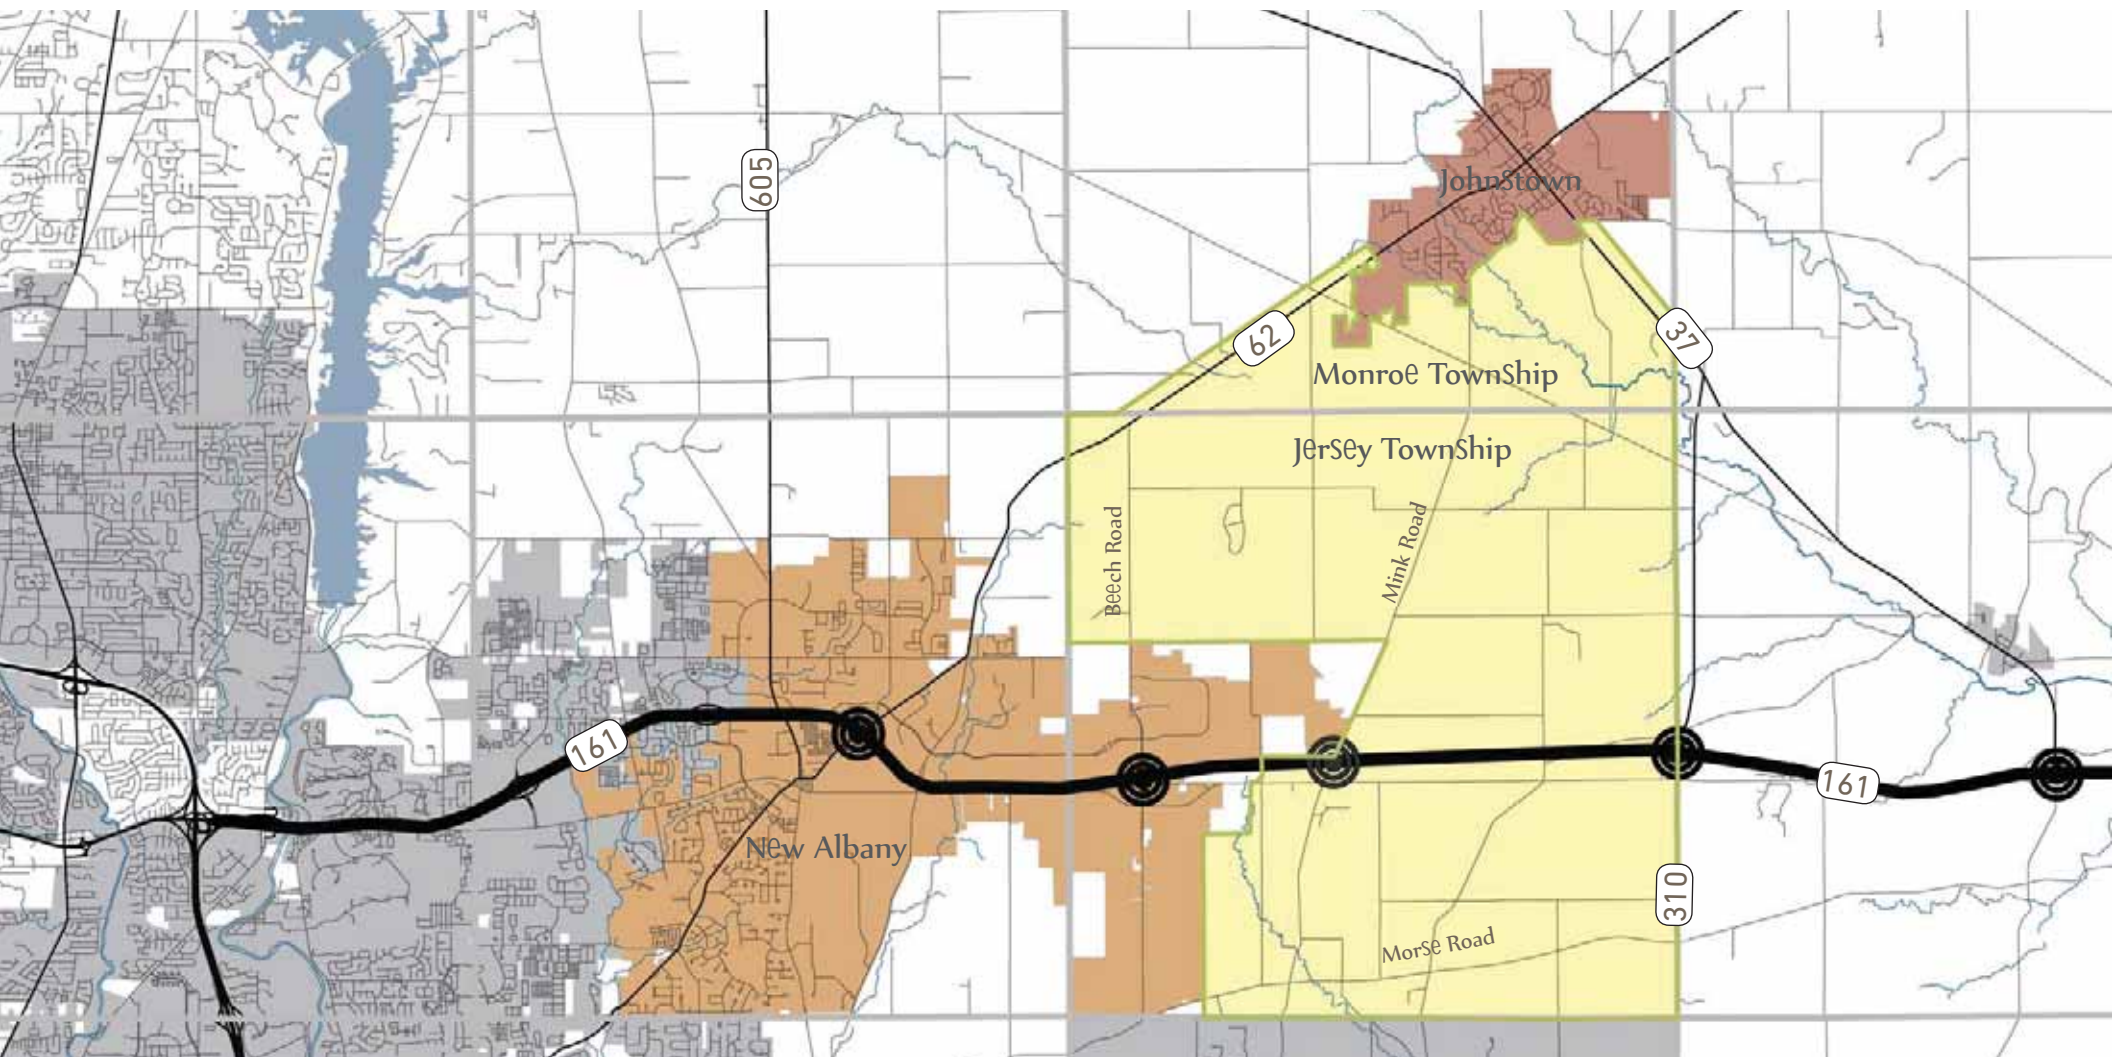 605
Johnstown
62
37
Monroe Township
Jersey Township
Beech Road
Mink Road
161
161
New Albany
310
Morse Road